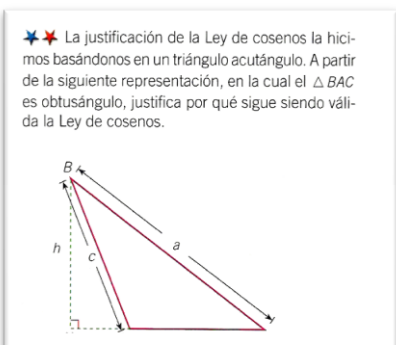 La justificación de la Ley de cosenos la hici-
mos basándonos en un triángulo acutángulo. A partir
de la siguiente representación, en la cual el △ BAC
es obtusángulo, justifica por qué sigue siendo váli-
da la Ley de cosenos.
B
h
c
a